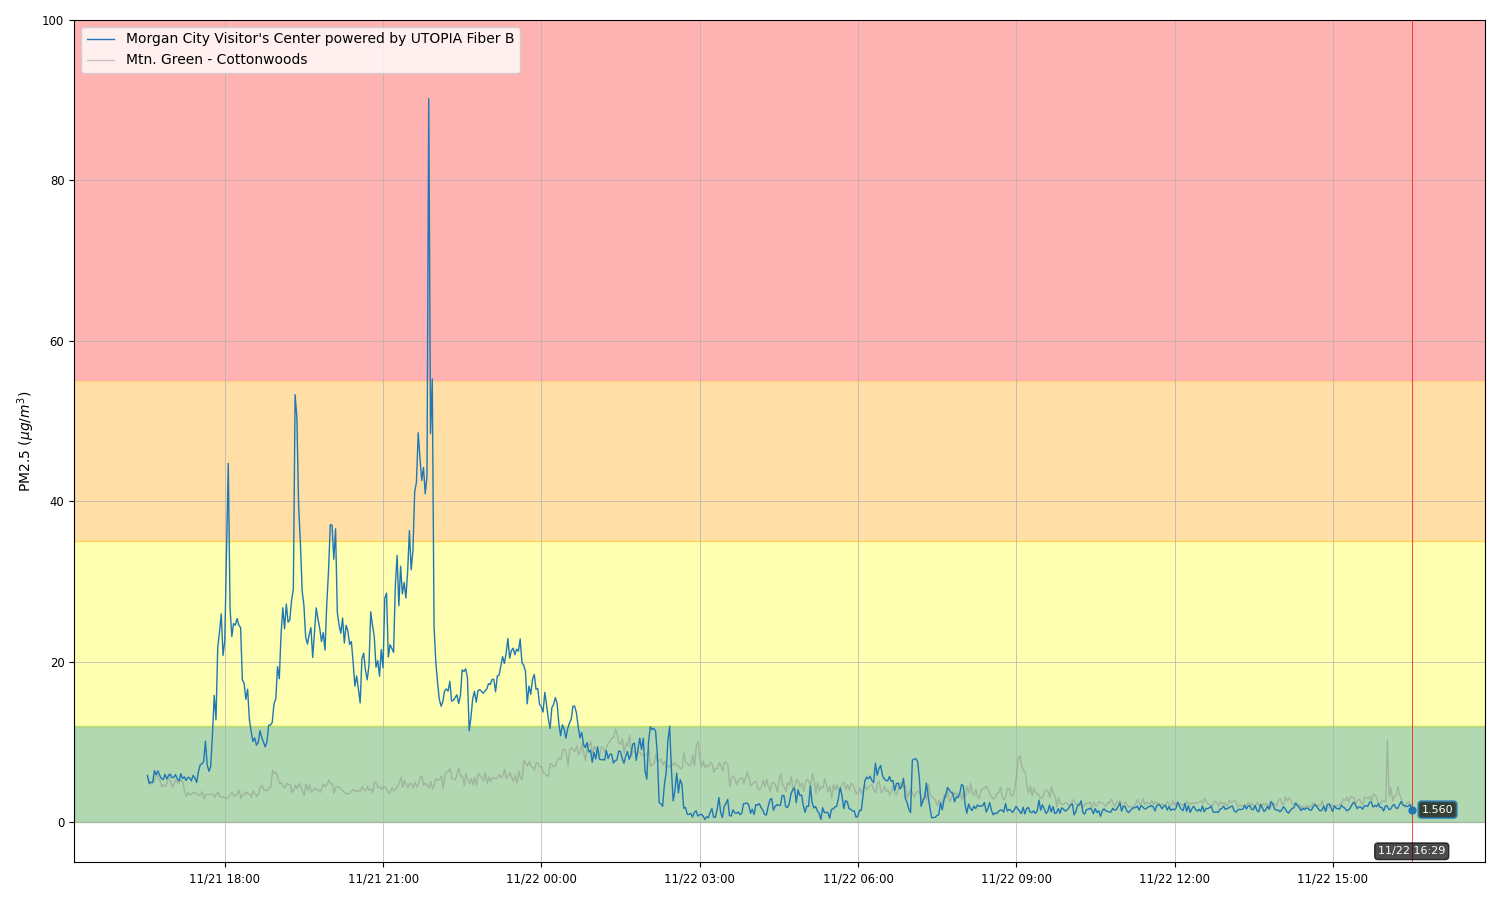 100
Morgan City Visitor's Center powered by UTOPIA Fiber B
Mtn. Green - Cottonwoods
80
60
PM2.5 (μg/m³)
40
20
0
1.560
11/22 16:29
11/21 18:00 11/21 21:00 11/22 00:00 11/22 03:00 11/22 06:00 11/22 09:00 11/22 12:00 11/22 15:00